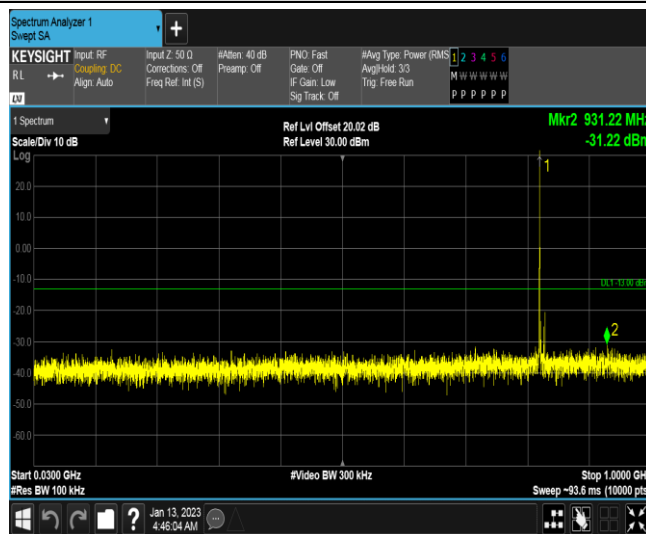 Spectrum Analyzer 1
Swept SA
+
KEYSIGHT
RL
LXI
Input: RF
Coupling: DC
Align: Auto
Input Z: 50 Ω
Corrections: Off
Freq Ref: Int (S)
#Atten: 40 dB
Preamp: Off
PNO: Fast
Gate: Off
IF Gain: Low
Sig Track: Off
#Avg Type: Power (RMS
Avg|Hold: 3/3
Trig: Free Run
1 2 3 4 5 6
M W W W W W
P P P P P P
1 Spectrum
Scale/Div 10 dB
Log
Ref Lvl Offset 20.02 dB
Ref Level 30.00 dBm
Mkr2 931.22 MHz
-31.22 dBm
1
20.0
10.0
0.00
-10.0
DL1 -13.00 dBm
-20.0
-30.0
2
-40.0
-50.0
-60.0
Start 0.0300 GHz
#Res BW 100 kHz
#Video BW 300 kHz
Stop 1.0000 GHz
Sweep ~93.6 ms (10000 pts
?
Jan 13, 2023
4:46:04 AM